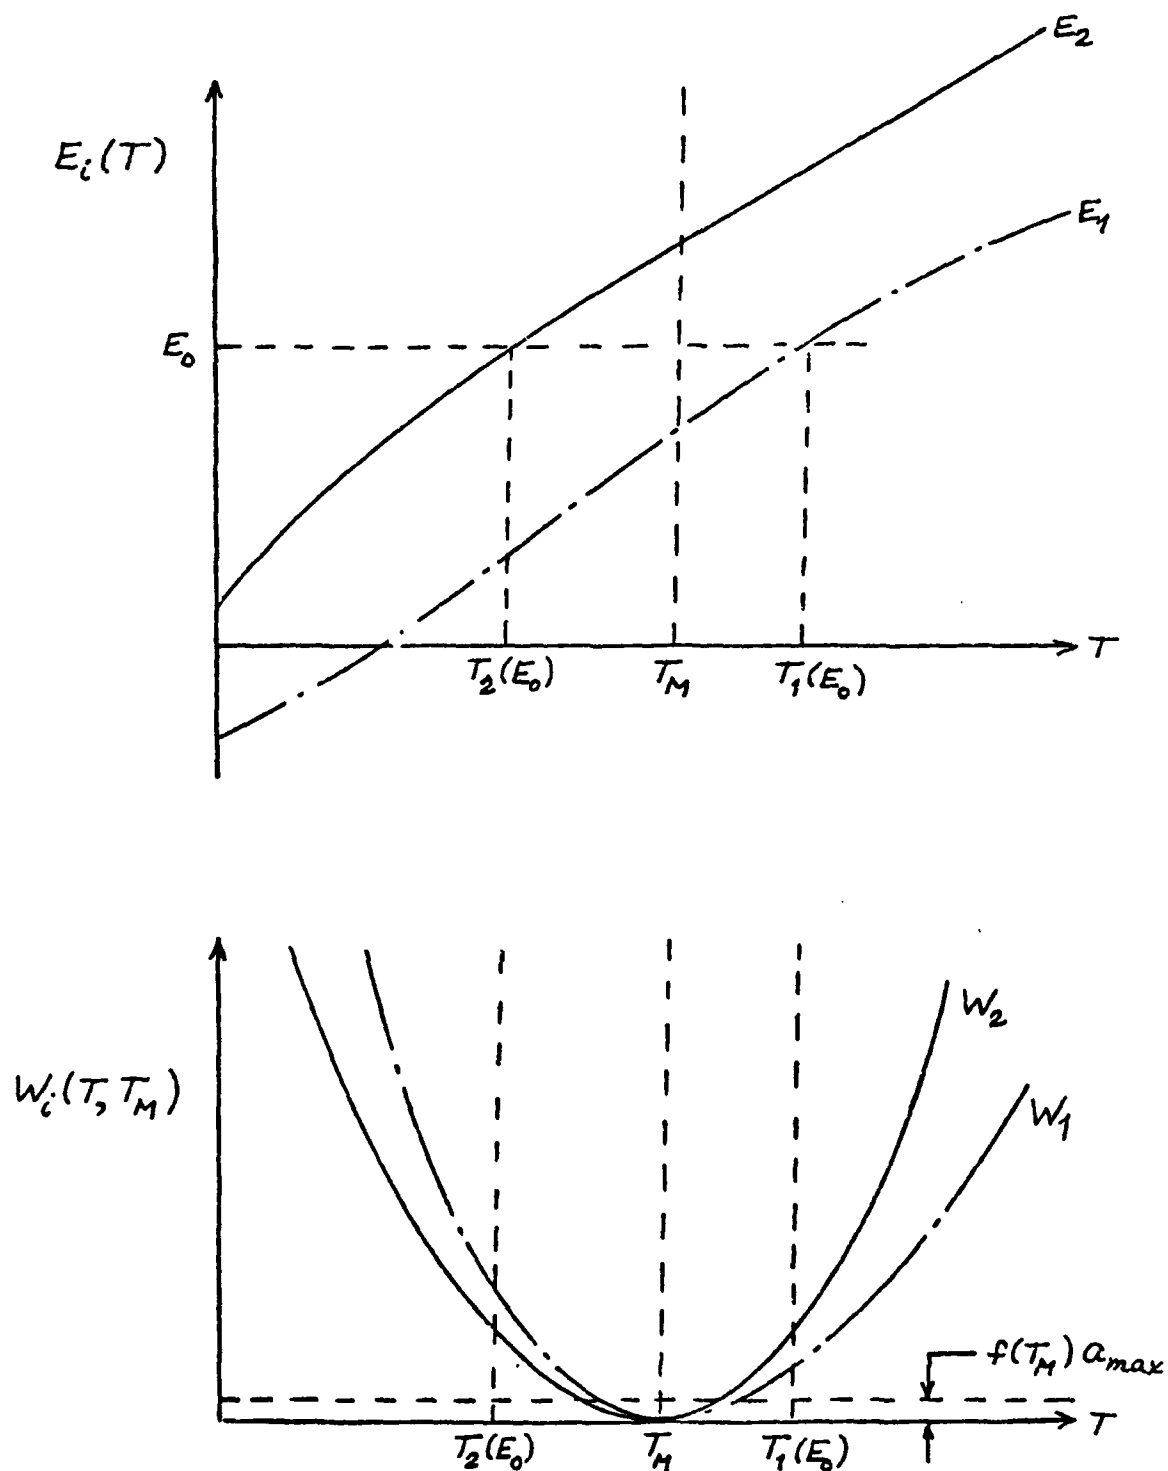 E₂
Eᵢ(T)
E₁
E₀
T
T₂(E₀)
T_M
T₁(E₀)
W₂
Wᵢ(T, T_M)
W₁
f(T_M) a_max
T
T₂(E₀)
T_M
T₁(E₀)